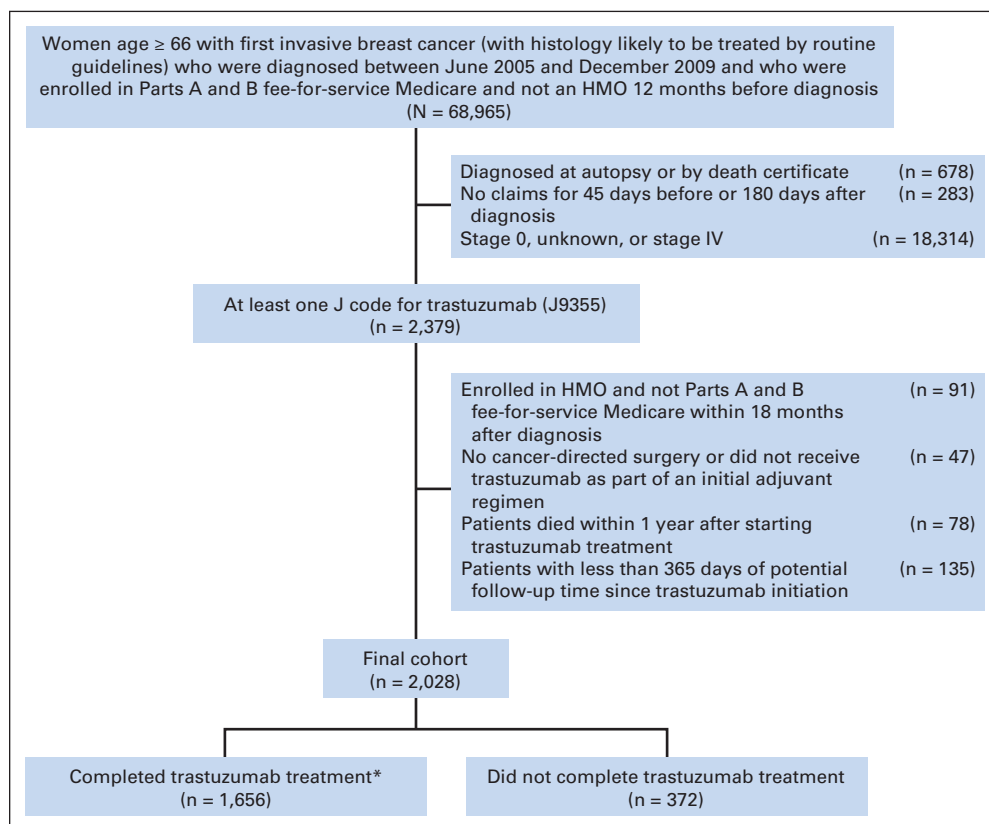 Women age ≥ 66 with first invasive breast cancer (with histology likely to be treated by routine
guidelines) who were diagnosed between June 2005 and December 2009 and who were
enrolled in Parts A and B fee-for-service Medicare and not an HMO 12 months before diagnosis
(N = 68,965)
Diagnosed at autopsy or by death certificate (n = 678)
No claims for 45 days before or 180 days after (n = 283)
diagnosis
Stage 0, unknown, or stage IV (n = 18,314)
At least one J code for trastuzumab (J9355)
(n = 2,379)
Enrolled in HMO and not Parts A and B (n = 91)
fee-for-service Medicare within 18 months
after diagnosis
No cancer-directed surgery or did not receive (n = 47)
trastuzumab as part of an initial adjuvant
regimen
Patients died within 1 year after starting (n = 78)
trastuzumab treatment
Patients with less than 365 days of potential (n = 135)
follow-up time since trastuzumab initiation
Final cohort
(n = 2,028)
Completed trastuzumab treatment*
(n = 1,656)
Did not complete trastuzumab treatment
(n = 372)